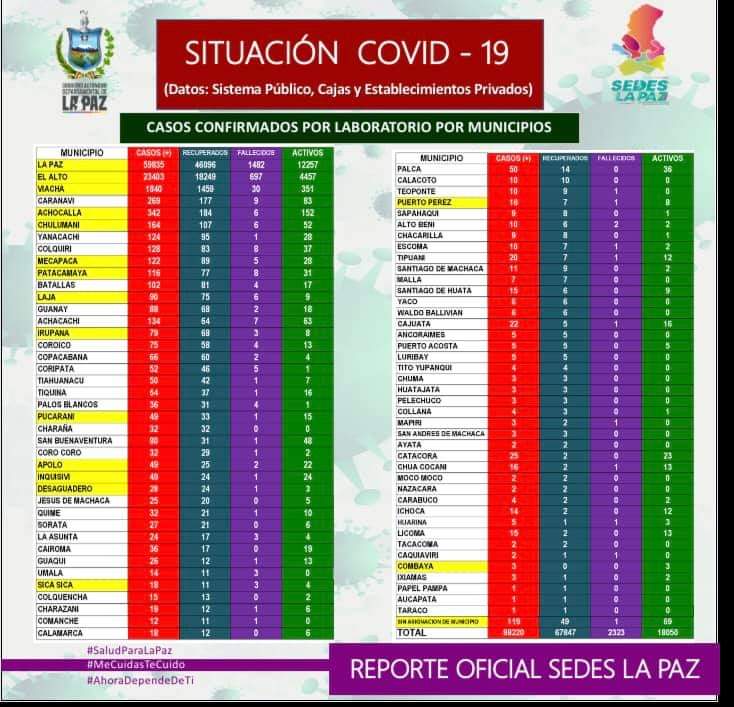 GOBIERNO AUTÓNOMO
DEPARTAMENTAL DE
LA PAZ
SITUACIÓN COVID - 19
(Datos: Sistema Público, Cajas y Establecimientos Privados)
SEDES
LA PAZ
CASOS CONFIRMADOS POR LABORATORIO POR MUNICIPIOS
MUNICIPIO CASOS (+) RECUPERADOS FALLECIDOS ACTIVOS
LA PAZ 59835 46096 1482 12257
EL ALTO 23403 18249 697 4457
VIACHA 1840 1459 30 351
CARANAVI 269 177 9 83
ACHOCALLA 342 184 6 152
CHULUMANI 164 107 6 52
YANACACHI 124 95 1 28
COLQUIRI 128 83 8 37
MECAPACA 122 89 5 28
PATACAMAYA 116 77 8 31
BATALLAS 102 81 4 17
LAJA 90 75 6 9
GUANAY 88 68 2 18
ACHACACHI 134 64 7 63
IRUPANA 79 68 3 8
COROICO 75 58 4 13
COPACABANA 66 60 2 4
CORIPATA 52 46 5 1
TIAHUANACU 50 42 1 7
TIQUINA 54 37 1 16
PALOS BLANCOS 36 31 4 1
PUCARANI 49 33 1 15
CHARAÑA 32 32 0 0
SAN BUENAVENTURA 80 31 1 48
CORO CORO 32 29 1 2
APOLO 49 25 2 22
INQUISIVI 49 24 1 24
DESAGUADERO 28 24 1 3
JESUS DE MACHACA 25 20 0 5
QUIME 32 21 1 10
SORATA 27 21 0 6
LA ASUNTA 24 17 3 4
CAIROMA 36 17 0 19
GUAQUI 26 12 1 13
UMALA 14 11 3 0
SICA SICA 18 11 3 4
COLQUENCHA 15 13 0 2
CHARAZANI 19 12 1 6
COMANCHE 12 11 1 0
CALAMARCA 18 12 0 6
MUNICIPIO CASOS (+) RECUPERADOS FALLECIDOS ACTIVOS
PALCA 50 14 0 36
CALACOTO 10 10 0 0
TEOPONTE 10 9 1 0
PUERTO PEREZ 16 7 1 8
SAPAHAQUI 9 8 0 1
ALTO BENI 10 6 2 2
CHACARILLA 9 8 0 1
ESCOMA 10 7 1 2
TIPUANI 20 7 1 12
SANTIAGO DE MACHACA 11 9 0 2
MALLA 7 7 0 0
SANTIAGO DE HUATA 15 6 0 9
YACO 6 6 0 0
WALDO BALLIVIAN 6 6 0 0
CAJUATA 22 5 1 16
ANCORAIMES 5 5 0 0
PUERTO ACOSTA 5 0 5
LURIBAY 5 5 0 0
TITO YUPANQUI 4 4 0 0
CHUMA 3 3 0 0
HUATAJATA 3 3 0 0
PELECHUCO 3 3 0 0
COLLANA 4 3 0 1
MAPIRI 3 2 1 0
SAN ANDRES DE MACHACA 3 3 0 0
AYATA 2 2 0 0
CATACORA 25 2 0 23
CHUA COCANI 16 2 1 13
MOCO MOCO 2 2 0 0
NAZACARA 2 2 0 0
CARABUCO 4 2 0 2
ICHOCA 14 2 0 12
HUARINA 5 1 1 3
LICOMA 15 2 0 13
TACACOMA 2 2 0 0
CAQUIAVIRI 2 1 1 0
COMBAYA 3 0 0 3
IXIAMAS 3 1 0 2
PAPEL PAMPA 1 1 0 0
AUCAPATA 1 1 0 0
TARACO 1 1 0 0
SIN ASIGNACION DE MUNICIPIO 119 49 1 69
TOTAL 88220 67847 2323 18050
#SaludParaLaPaz
#MeCuidasTeCuido
#AhoraDependeDeTi
REPORTE OFICIAL SEDES LA PAZ